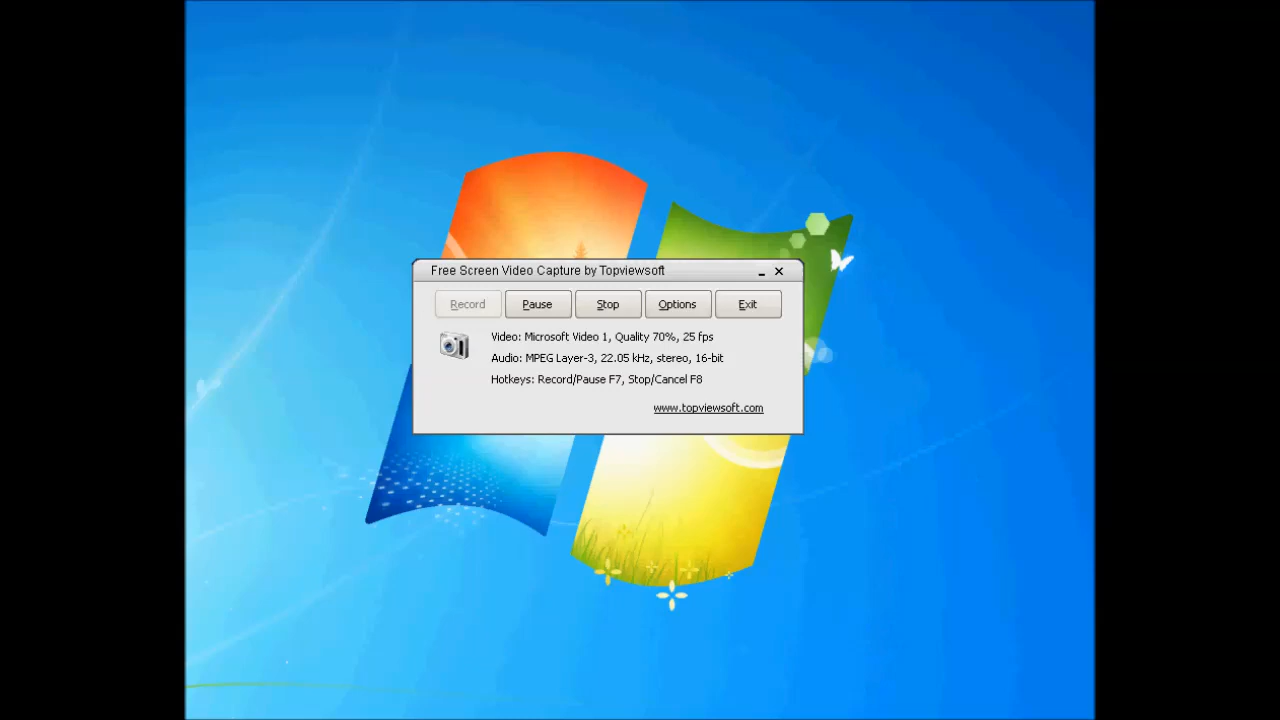 Free Screen Video Capture by Topviewsoft
Record Pause Stop Options Exit
Video: Microsoft Video 1, Quality 70%, 25 fps
Audio: MPEG Layer-3, 22.05 kHz, stereo, 16-bit
Hotkeys: Record/Pause F7, Stop/Cancel F8
www.topviewsoft.com